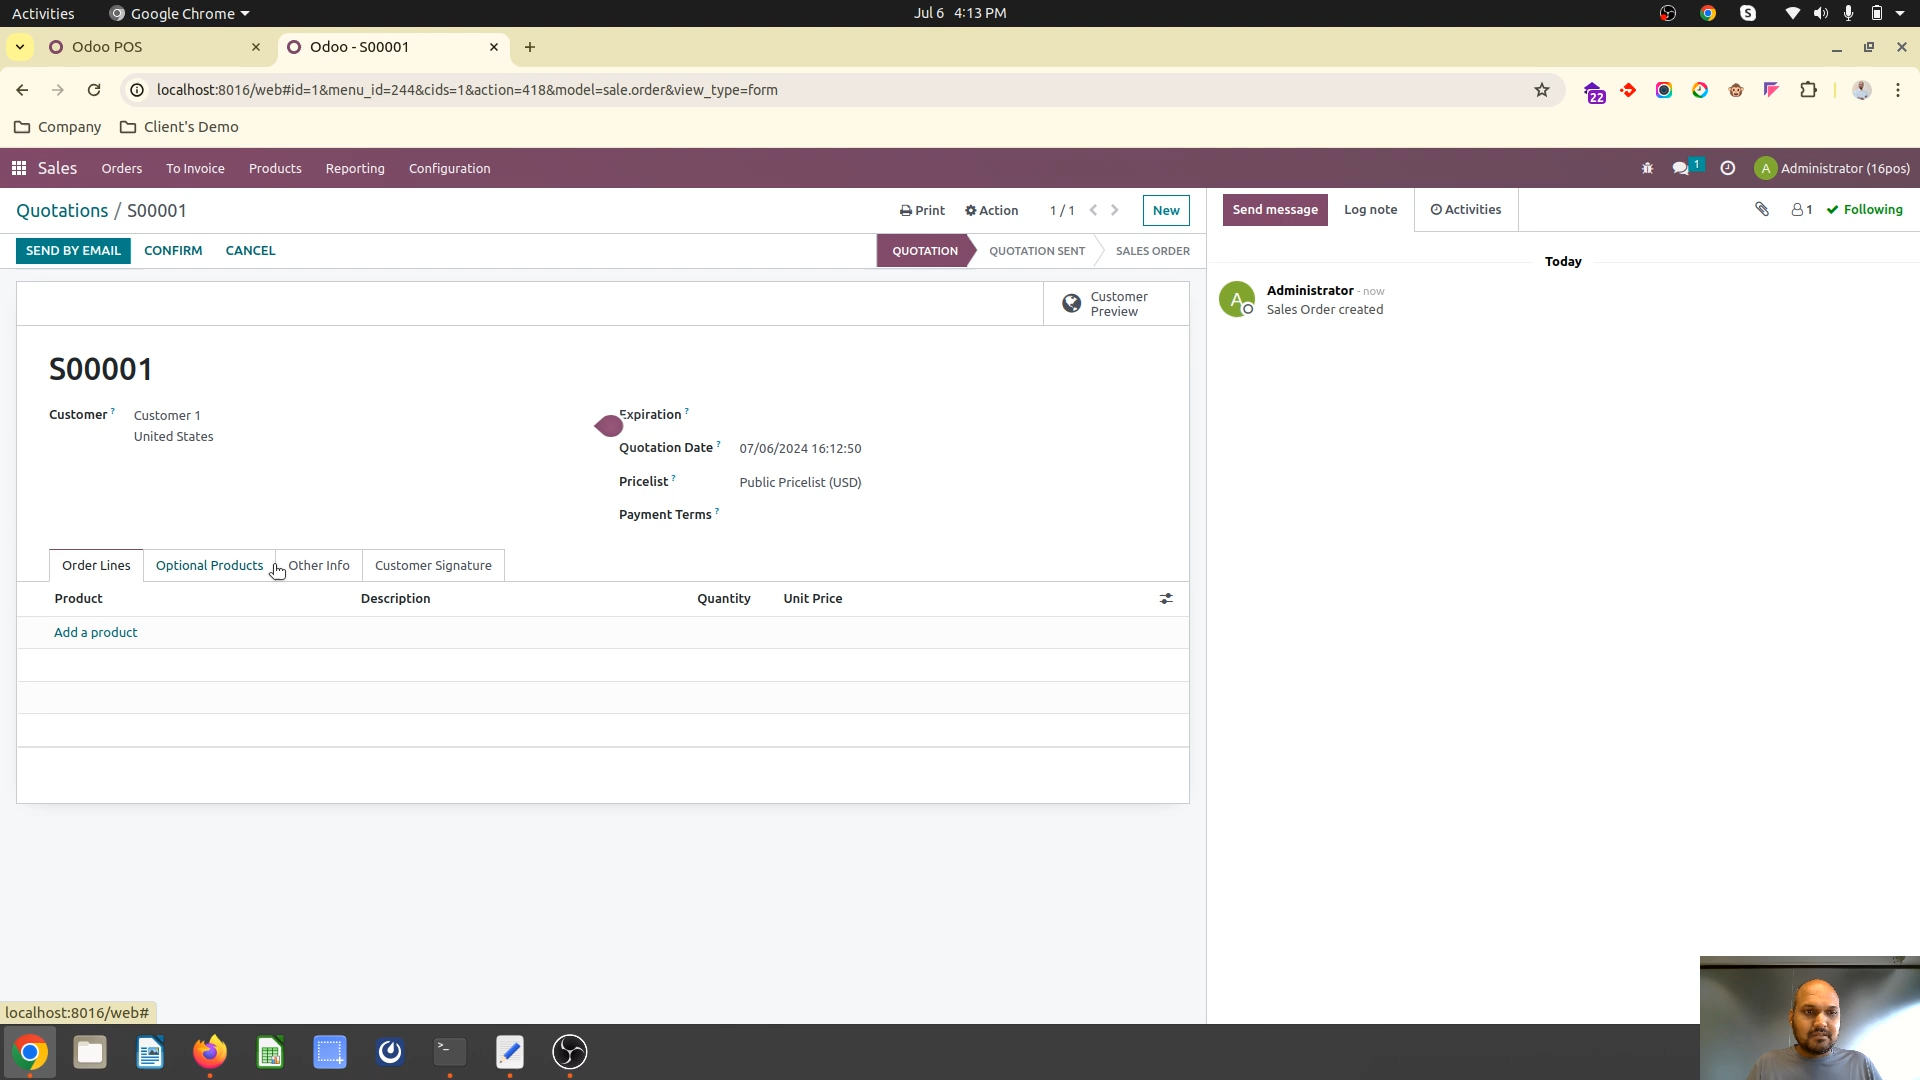 Activities
Google Chrome
Jul 6 4:13 PM
S
Odoo POS
Odoo - S00001
localhost:8016/web#id=1&menu_id=244&cids=1&action=418&model=sale.order&view_type=form
22
Company
Client's Demo
Sales
Orders
To Invoice
Products
Reporting
Configuration
1
A
Administrator (16pos)
Quotations / S00001
Print
Action
1 / 1
New
Send message
Log note
Activities
1
Following
SEND BY EMAIL
CONFIRM
CANCEL
QUOTATION
QUOTATION SENT
SALES ORDER
Today
Customer
Preview
A
Administrator - now
Sales Order created
S00001
Customer ?
Customer 1
United States
Expiration ?
Quotation Date ?
07/06/2024 16:12:50
Pricelist ?
Public Pricelist (USD)
Payment Terms ?
Order Lines
Optional Products
Other Info
Customer Signature
Product
Description
Quantity
Unit Price
Add a product
localhost:8016/web#